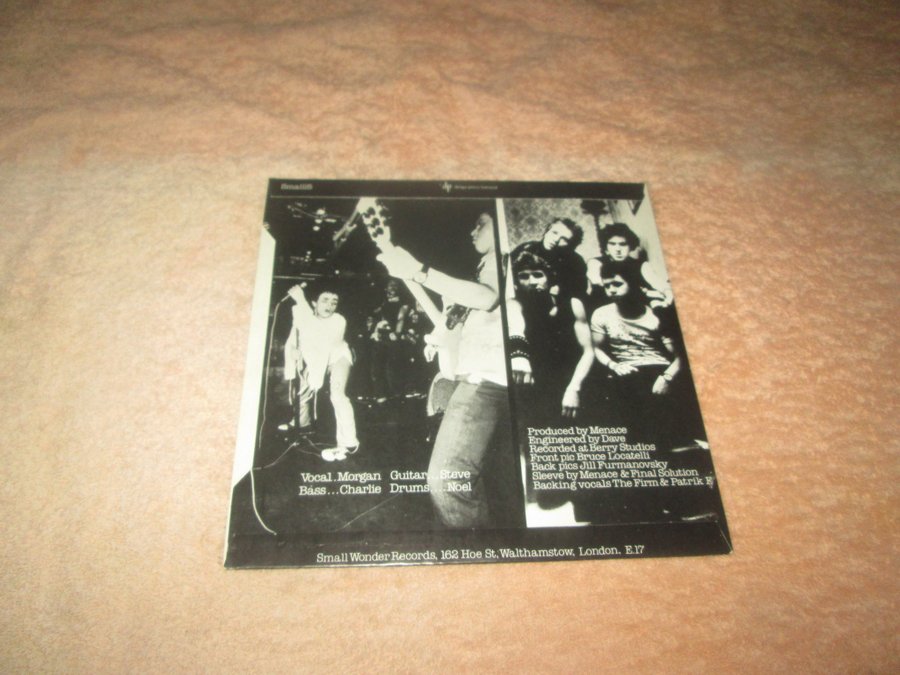 Small5
Vocal..Morgan Guitar...Steve
Bass...Charlie Drums....Noel
Produced by Menace
Engineered by Dave
Recorded at Berry Studios
Front pic Bruce Locatelli
Back pics Jill Furmanovsky
Sleeve by Menace & Final Solution
Backing vocals The Firm & Patrik F
Small Wonder Records, 162 Hoe St, Walthamstow, London. E.17